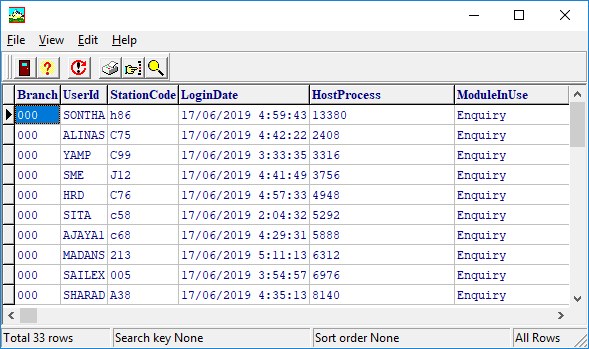 File View Edit Help
Branch UserId StationCode LoginDate HostProcess ModuleInUse
000 SONTHA h86 17/06/2019 4:59:43 13380 Enquiry
000 ALINAS C75 17/06/2019 4:42:22 2408 Enquiry
000 YAMP C99 17/06/2019 3:33:35 3316 Enquiry
000 SME J12 17/06/2019 4:41:49 3756 Enquiry
000 HRD C76 17/06/2019 4:57:33 4948 Enquiry
000 SITA c58 17/06/2019 2:04:32 5292 Enquiry
000 AJAYA1 c68 17/06/2019 4:29:31 5888 Enquiry
000 MADANS 213 17/06/2019 5:11:13 6312 Enquiry
000 SAILEX 005 17/06/2019 3:54:57 6976 Enquiry
000 SHARAD A38 17/06/2019 4:35:13 8140 Enquiry
Total 33 rows Search key None Sort order None All Rows